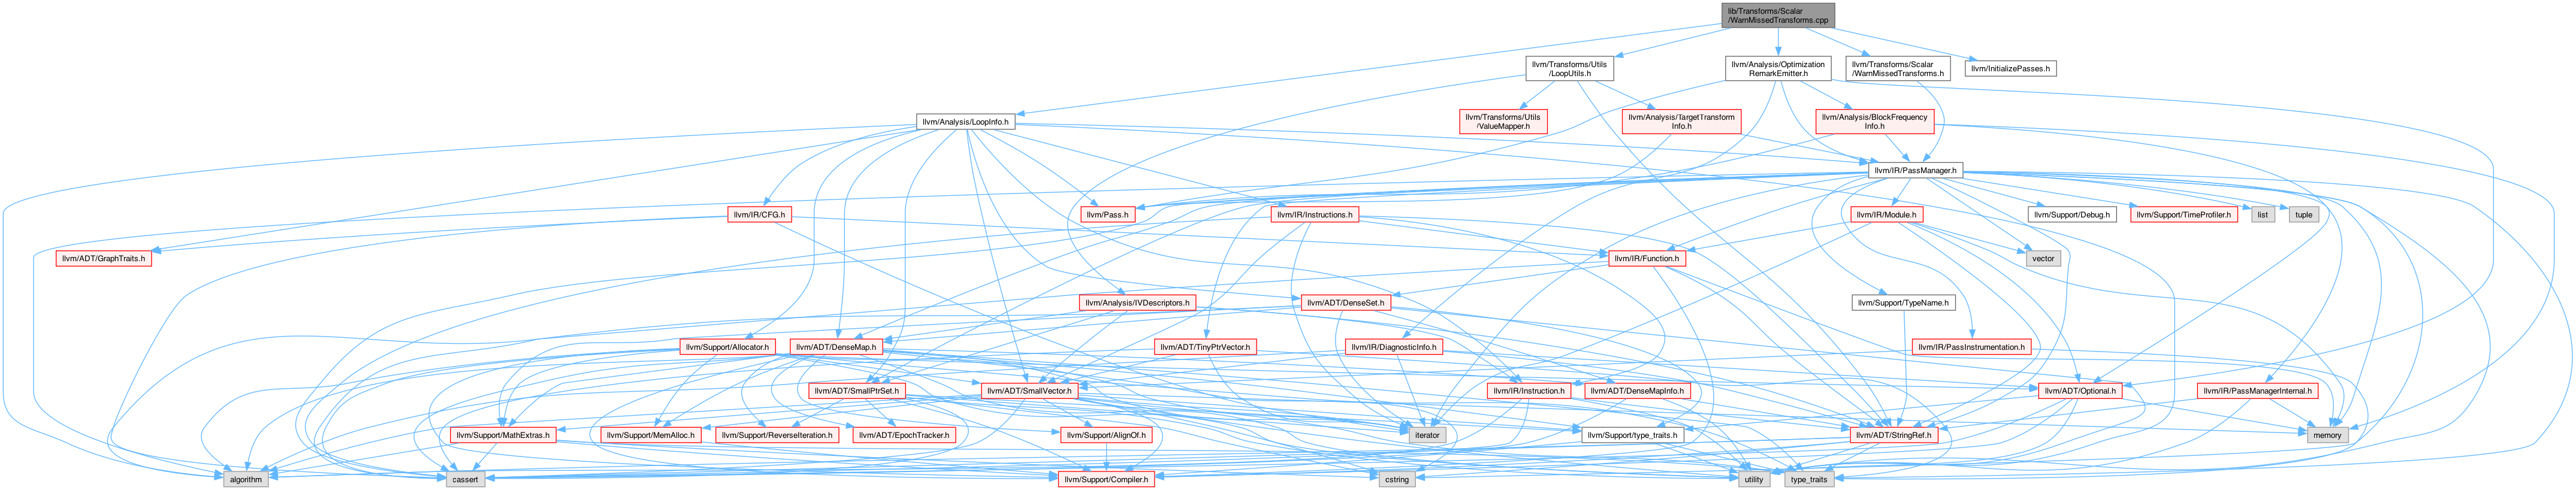 lib/Transforms/Scalar
/WarnMissedTransforms.cpp
llvm/Transforms/Utils
/LoopUtils.h
llvm/Analysis/Optimization
RemarkEmitter.h
llvm/Transforms/Scalar
/WarnMissedTransforms.h
llvm/InitializePasses.h
llvm/Analysis/LoopInfo.h
llvm/Transforms/Utils
/ValueMapper.h
llvm/Analysis/TargetTransform
Info.h
llvm/Analysis/BlockFrequency
Info.h
llvm/IR/PassManager.h
llvm/IR/CFG.h
llvm/Pass.h
llvm/IR/Instructions.h
llvm/IR/Module.h
llvm/Support/Debug.h
llvm/Support/TimeProfiler.h
list
tuple
llvm/ADT/GraphTraits.h
llvm/IR/Function.h
vector
llvm/Analysis/IVDescriptors.h
llvm/ADT/DenseSet.h
llvm/Support/TypeName.h
llvm/Support/Allocator.h
llvm/ADT/DenseMap.h
llvm/ADT/TinyPtrVector.h
llvm/IR/DiagnosticInfo.h
llvm/IR/PassInstrumentation.h
llvm/ADT/SmallPtrSet.h
llvm/ADT/SmallVector.h
llvm/IR/Instruction.h
llvm/ADT/DenseMapInfo.h
llvm/ADT/Optional.h
llvm/IR/PassManagerInternal.h
llvm/Support/MathExtras.h
llvm/Support/MemAlloc.h
llvm/Support/ReverseIteration.h
llvm/ADT/EpochTracker.h
llvm/Support/AlignOf.h
iterator
llvm/Support/type_traits.h
llvm/ADT/StringRef.h
memory
algorithm
cassert
llvm/Support/Compiler.h
cstring
utility
type_traits